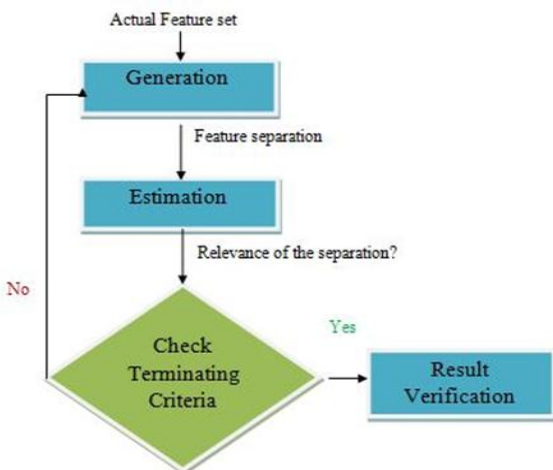 Actual Feature set
Generation
Feature separation
Estimation
Relevance of the separation?
No
Yes
Check
Terminating
Criteria
Result
Verification